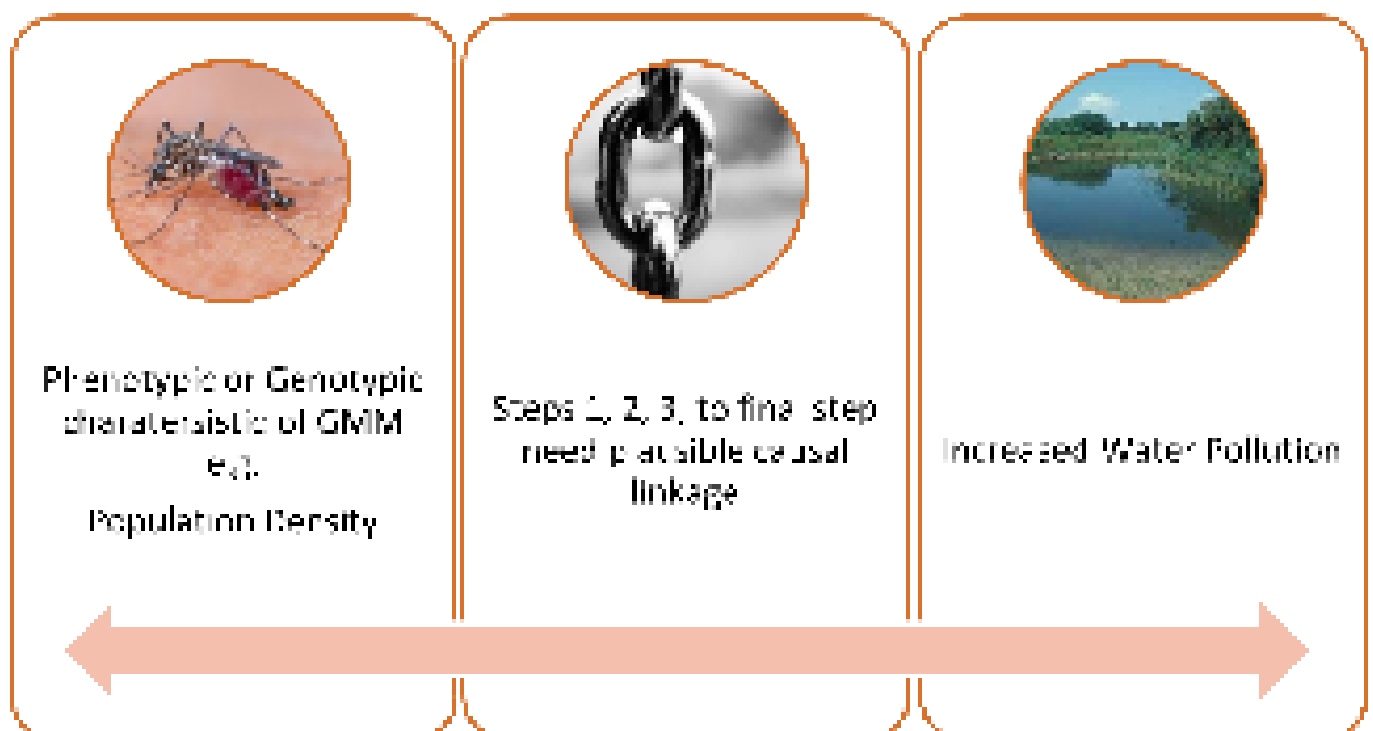 Phenotypic or Genotypic
charatersistic of GMM
e.g.
Population Density
Steps 1, 2, 3, to final step
need plausible causal
linkage
Increased Water Pollution